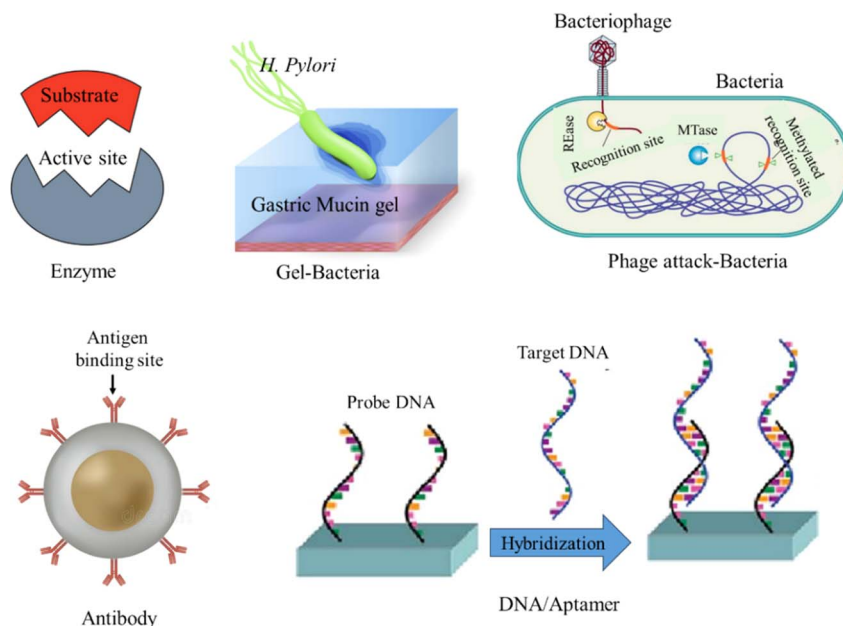 Substrate
Active site
Enzyme
H. Pylori
Gastric Mucin gel
Gel-Bacteria
Bacteriophage
Bacteria
REase
Recognition site
MTase
Methylated
recognition site
Phage attack-Bacteria
Antigen
binding site
Antibody
Probe DNA
Target DNA
Hybridization
DNA/Aptamer